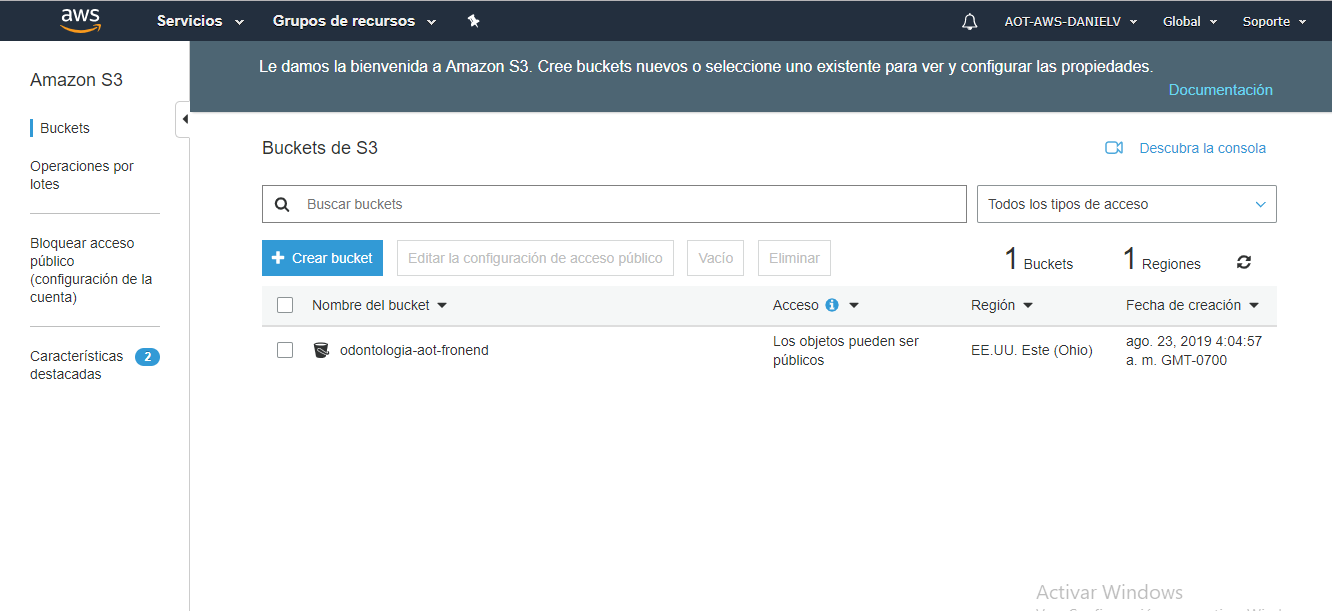 aws Servicios Grupos de recursos AOT-AWS-DANIELV Global Soporte
Amazon S3
Buckets
Operaciones por
lotes
Bloquear acceso
público
(configuración de la
cuenta)
Características 2
destacadas
Le damos la bienvenida a Amazon S3. Cree buckets nuevos o seleccione uno existente para ver y configurar las propiedades.
Documentación
Buckets de S3
Descubra la consola
Buscar buckets
Todos los tipos de acceso
Crear bucket Editar la configuración de acceso público Vacío Eliminar 1 Buckets 1 Regiones
Nombre del bucket Acceso Región Fecha de creación
odontologia-aot-fronend
Los objetos pueden ser
públicos
EE.UU. Este (Ohio)
ago. 23, 2019 4:04:57
a. m. GMT-0700
Activar Windows